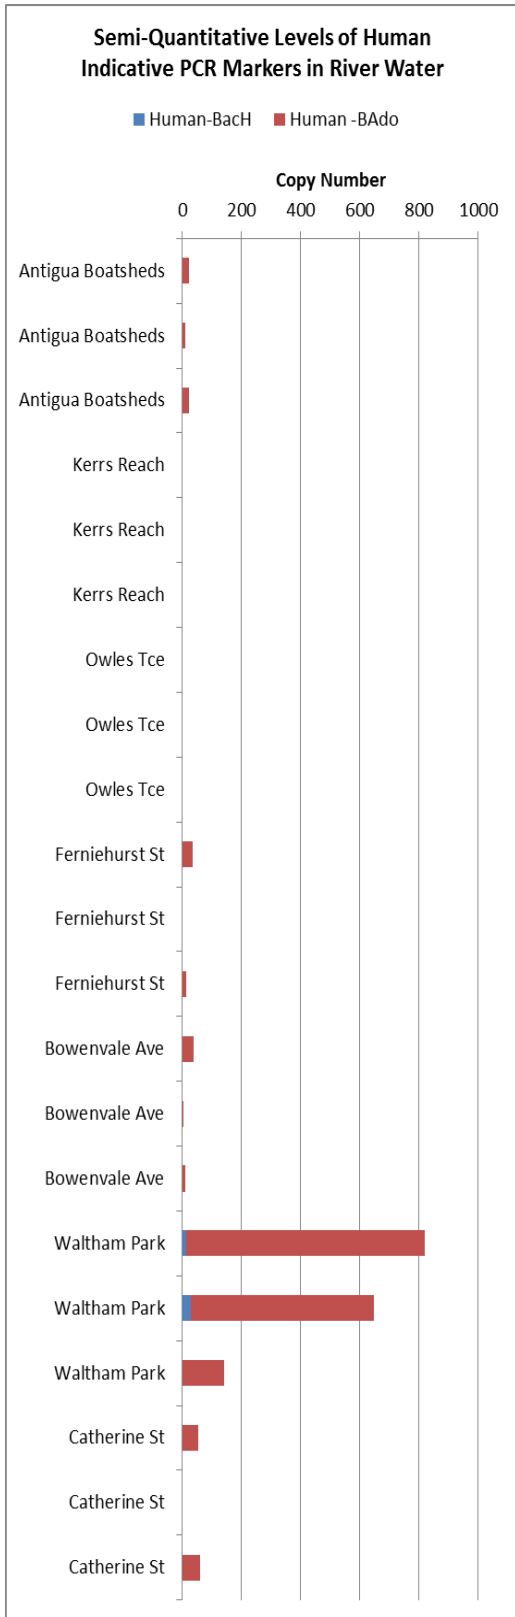 Semi-Quantitative Levels of Human
Indicative PCR Markers in River Water
Human-BacH Human -BAdo
Copy Number
0 200 400 600 800 1000
Antigua Boatsheds
Antigua Boatsheds
Antigua Boatsheds
Kerrs Reach
Kerrs Reach
Kerrs Reach
Owles Tce
Owles Tce
Owles Tce
Ferniehurst St
Ferniehurst St
Ferniehurst St
Bowenvale Ave
Bowenvale Ave
Bowenvale Ave
Waltham Park
Waltham Park
Waltham Park
Catherine St
Catherine St
Catherine St